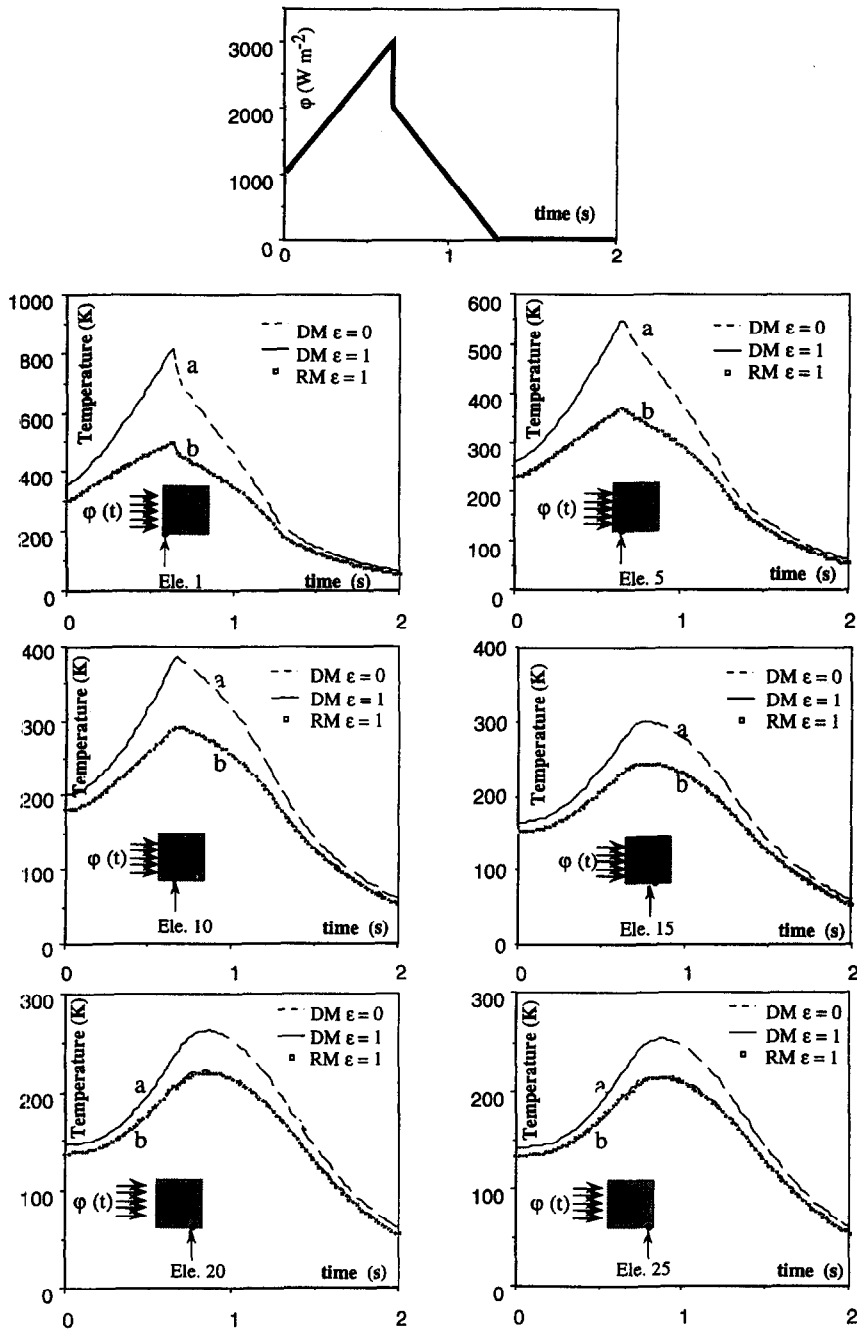 3000
2000
1000
0
φ (W m⁻²)
time (s)
0
1
2
1000
800
600
400
200
0
Temperature (K)
DM ε = 0
DM ε = 1
RM ε = 1
a
b
φ (t)
Ele. 1
time (s)
0
1
2
600
550
500
450
400
350
300
250
200
150
100
50
0
Temperature (K)
DM ε = 0
DM ε = 1
RM ε = 1
a
b
φ (t)
Ele. 5
time (s)
0
1
2
400
300
200
100
0
Temperature (K)
DM ε = 0
DM ε = 1
RM ε = 1
a
b
φ (t)
Ele. 10
time (s)
0
1
2
400
300
200
100
0
Temperature (K)
DM ε = 0
DM ε = 1
RM ε = 1
a
b
φ (t)
Ele. 15
time (s)
0
1
2
300
200
100
0
Temperature (K)
DM ε = 0
DM ε = 1
RM ε = 1
a
b
φ (t)
Ele. 20
time (s)
0
1
2
300
200
100
0
Temperature (K)
DM ε = 0
DM ε = 1
RM ε = 1
a
b
φ (t)
Ele. 25
time (s)
0
1
2